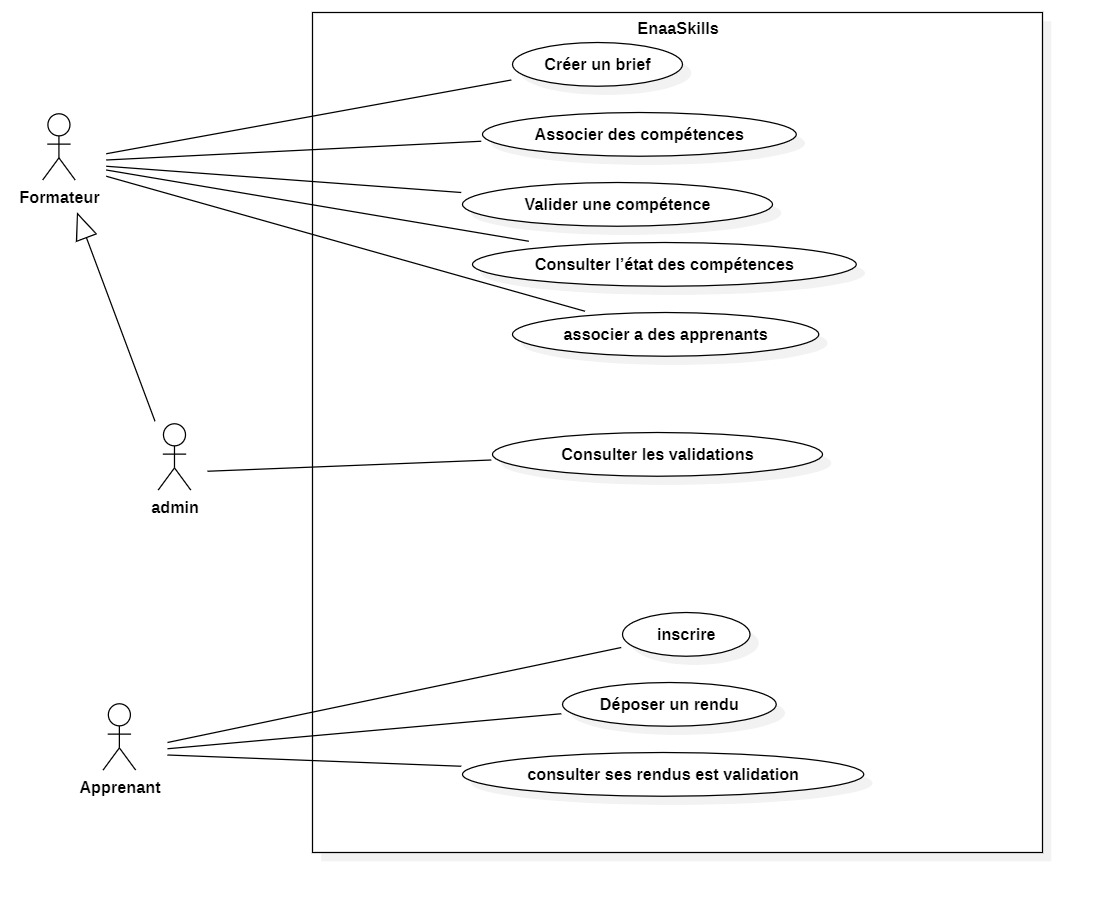 EnaaSkills
Créer un brief
Associer des compétences
Formateur
Valider une compétence
Consulter l’état des compétences
associer a des apprenants
admin
Consulter les validations
inscrire
Déposer un rendu
Apprenant
consulter ses rendus est validation